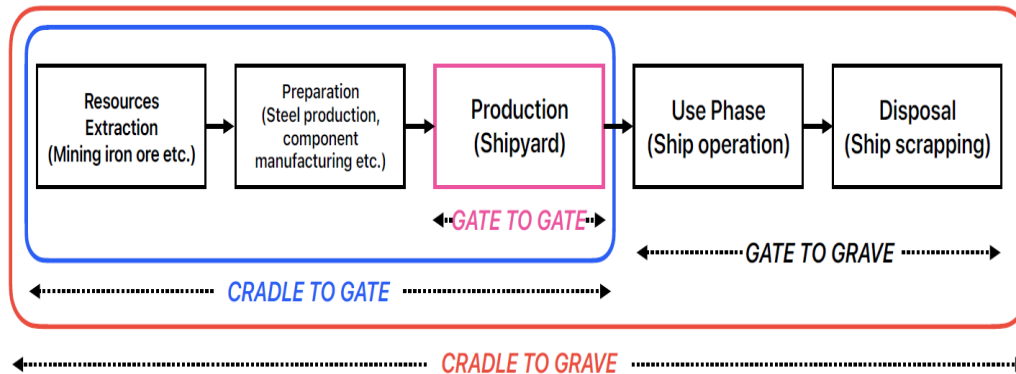 Resources
Extraction
(Mining iron ore etc.)
Preparation
(Steel production,
component
manufacturing etc.)
Production
(Shipyard)
Use Phase
(Ship operation)
Disposal
(Ship scrapping)
GATE TO GATE
GATE TO GRAVE
CRADLE TO GATE
CRADLE TO GRAVE